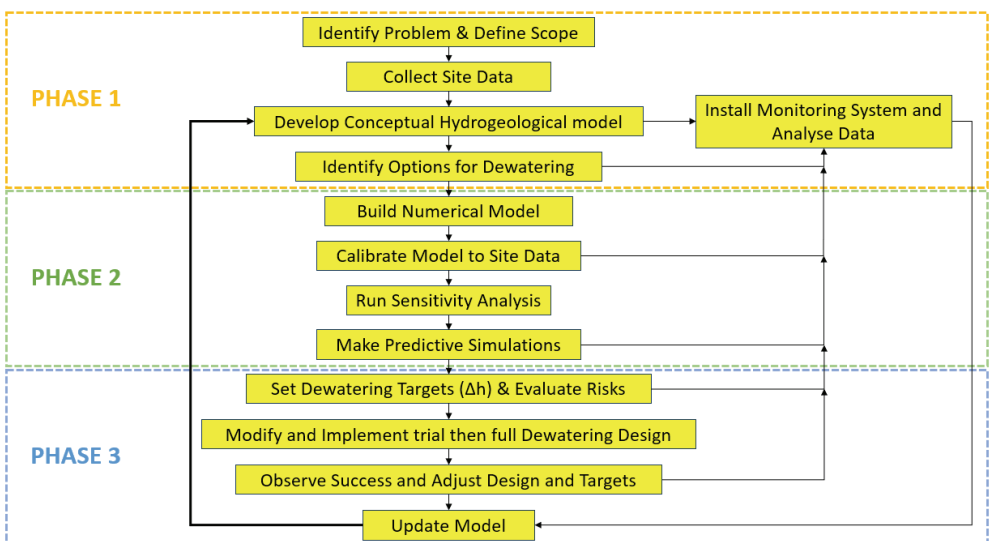 Identify Problem & Define Scope
Collect Site Data
PHASE 1
Develop Conceptual Hydrogeological model
Install Monitoring System and
Analyse Data
Identify Options for Dewatering
Build Numerical Model
Calibrate Model to Site Data
PHASE 2
Run Sensitivity Analysis
Make Predictive Simulations
Set Dewatering Targets (Δh) & Evaluate Risks
Modify and Implement trial then full Dewatering Design
PHASE 3
Observe Success and Adjust Design and Targets
Update Model